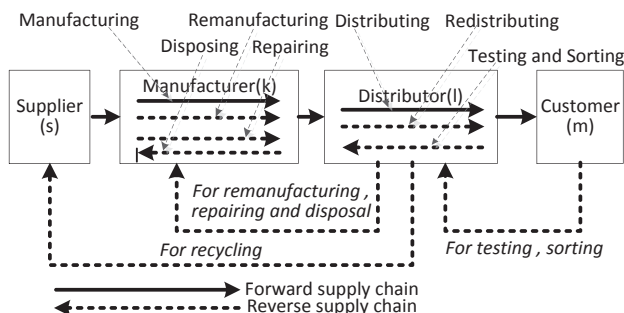 Manufacturing
Remanufacturing
Distributing
Redistributing
Disposing
Repairing
Testing and Sorting
Supplier
(s)
Manufacturer(k)
Distributor(l)
Customer
(m)
For remanufacturing ,
repairing and disposal
For recycling
For testing , sorting
Forward supply chain
Reverse supply chain